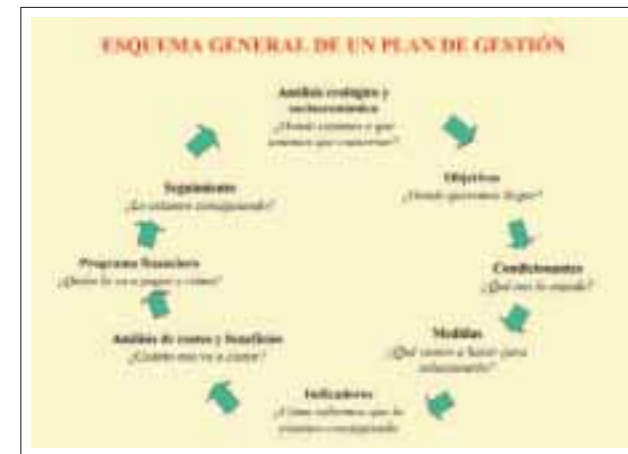 ESQUEMA GENERAL DE UN PLAN DE GESTIÓN
Análisis ecológico y
socioeconómico
¿Dónde estamos y que
tenemos que conservar?
Objetivos
¿Dónde queremos llegar?
Condicionantes
¿Qué nos lo impide?
Medidas
¿Qué vamos a hacer para
solucionarlo?
Indicadores
¿Cómo sabremos que lo
estamos consiguiendo
Análisis de costes y beneficios
¿Cuánto nos va a costar?
Programa financiero
¿Quién lo va a pagar y cómo?
Seguimiento
¿Lo estamos consiguiendo?